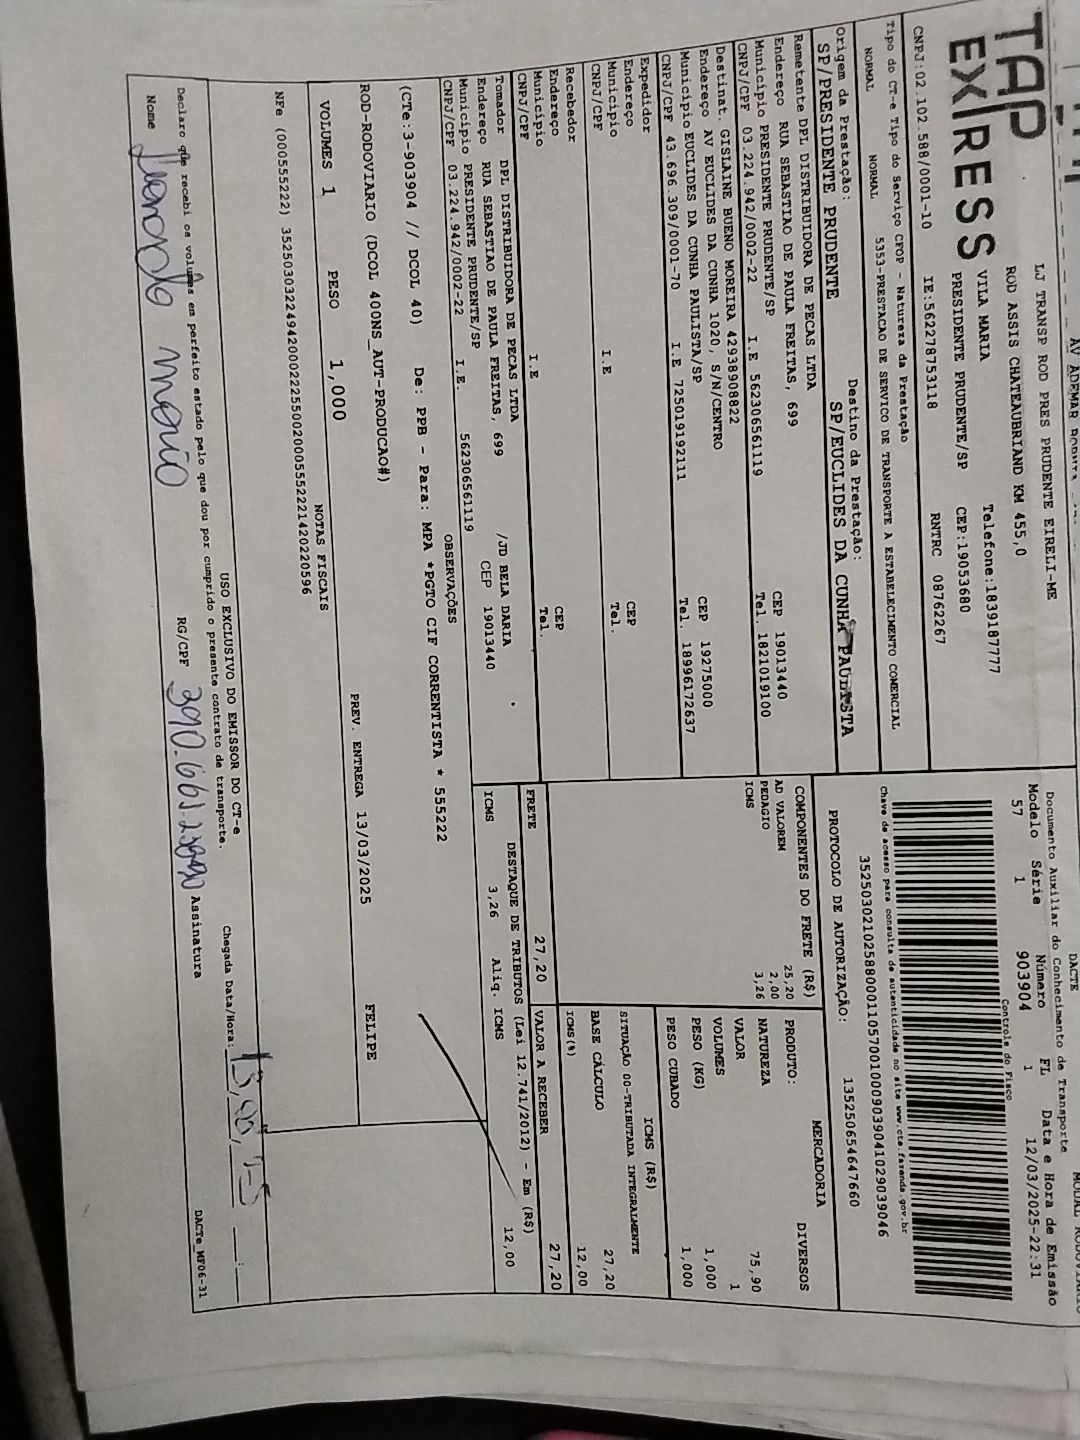 TAP
EX/RESS
LJ TRANSP ROD PRES PRUDENTE EIRELI-ME
ROD ASSIS CHATEAUBRIAND KM 455,0
VILA MARIA Telefone:1839187777
PRESIDENTE PRUDENTE/SP CEP:19053680
CNPJ:02.102.588/0001-10 IE:562278753118 RNTRC 08762267
Tipo do CT-e Tipo do Serviço CFOP - Natureza da Prestação
NORMAL NORMAL 5353-PRESTACAO DE SERVICO DE TRANSPORTE A ESTABELECIMENTO COMERCIAL
Origem da Prestação: Destino da Prestação:
SP/PRESIDENTE PRUDENTE SP/EUCLIDES DA CUNHA PAULISTA
Remetente DPL DISTRIBUIDORA DE PECAS LTDA
Endereço RUA SEBASTIAO DE PAULA FREITAS, 699 CEP 19013440
Município PRESIDENTE PRUDENTE/SP Tel. 1821019100
CNPJ/CPF 03.224.942/0002-22 I.E 562306561119
Destinat. GISLAINE BUENO MOREIRA 42938908822
Endereço AV EUCLIDES DA CUNHA 1020, S/N/CENTRO CEP 19275000
Município EUCLIDES DA CUNHA PAULISTA/SP Tel. 18996172637
CNPJ/CPF 43.696.309/0001-70 I.E 725019192111
Expedidor
Endereço CEP
Município Tel.
CNPJ/CPF I.E
Recebedor
Endereço CEP
Município Tel.
CNPJ/CPF I.E
Tomador DPL DISTRIBUIDORA DE PECAS LTDA
Endereço RUA SEBASTIAO DE PAULA FREITAS, 699 /JD BELA DARIA
Município PRESIDENTE PRUDENTE/SP CEP 19013440
CNPJ/CPF 03.224.942/0002-22 I.E. 562306561119
OBSERVAÇÕES
(CTe:3-903904 // DCOL 40) De: PPB - Para: MPA *PGTO CIF CORRENTISTA * 555222
ROD-RODOVIARIO (DCOL 400NS_AUT-PRODUCAO#)
PREV. ENTREGA 13/03/2025 FELIPE
VOLUMES 1 PESO 1,000
NOTAS FISCAIS
NFe (000555222) 35250303224942000222550020005552221420220596
DACTE
Documento Auxiliar do Conhecimento de Transporte
Modelo Série Número FL Data e Hora de Emissão
57 1 903904 1 12/03/2025-22:31
Controle do Fisco
Chave de acesso para consulta de autenticidade no site www.cte.fazenda.gov.br
35250302102588000110570010009039041029039046
PROTOCOLO DE AUTORIZAÇÃO: 135250654647660
COMPONENTES DO FRETE (R$)
AD VALOREM 25,20
PEDAGIO 2,00
ICMS 3,26
FRETE 27,20
MERCADORIA
PRODUTO: DIVERSOS
NATUREZA
VALOR 75,90
VOLUMES 1
PESO (KG) 1,000
PESO CUBADO 1,000
ICMS (R$)
SITUAÇÃO 00-TRIBUTADA INTEGRALMENTE
BASE CÁLCULO 27,20
ICMS(%) 12,00
VALOR A RECEBER 27,20
DESTAQUE DE TRIBUTOS (Lei 12.741/2012) - Em (R$)
ICMS 3,26 Aliq. ICMS 12,00
USO EXCLUSIVO DO EMISSOR DO CT-e
Declaro que recebi os volumes em perfeito estado pelo que dou por cumprido o presente contrato de transporte.
Chegada Data/Hora:
Nome RG/CPF Assinatura
DACTe_MF06-31